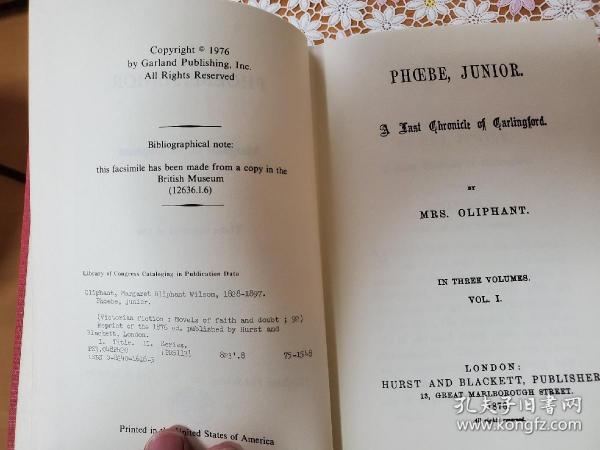 Copyright © 1976
by Garland Publishing, Inc.
All Rights Reserved
Bibliographical note:
this facsimile has been made from a copy in the
British Museum
(12636.l.6)
Library of Congress Cataloging in Publication Data
Oliphant, Margaret Oliphant Wilson, 1828-1897.
Phoebe, junior.
(Victorian fiction : Novels of faith and doubt ; 92)
Reprint of the 1876 ed. published by Hurst and
Blackett, London.
I. Title. II. Series.
823'.8 75-1548
Printed in the United States of America
PHŒBE, JUNIOR.
A Last Chronicle of Carlingford.
BY
MRS. OLIPHANT.
IN THREE VOLUMES.
VOL. I.
LONDON:
HURST AND BLACKETT, PUBLISHER
13, GREAT MARLBOROUGH STREET.
All rights reserved.
孔夫子旧书网
www.kongfz.com